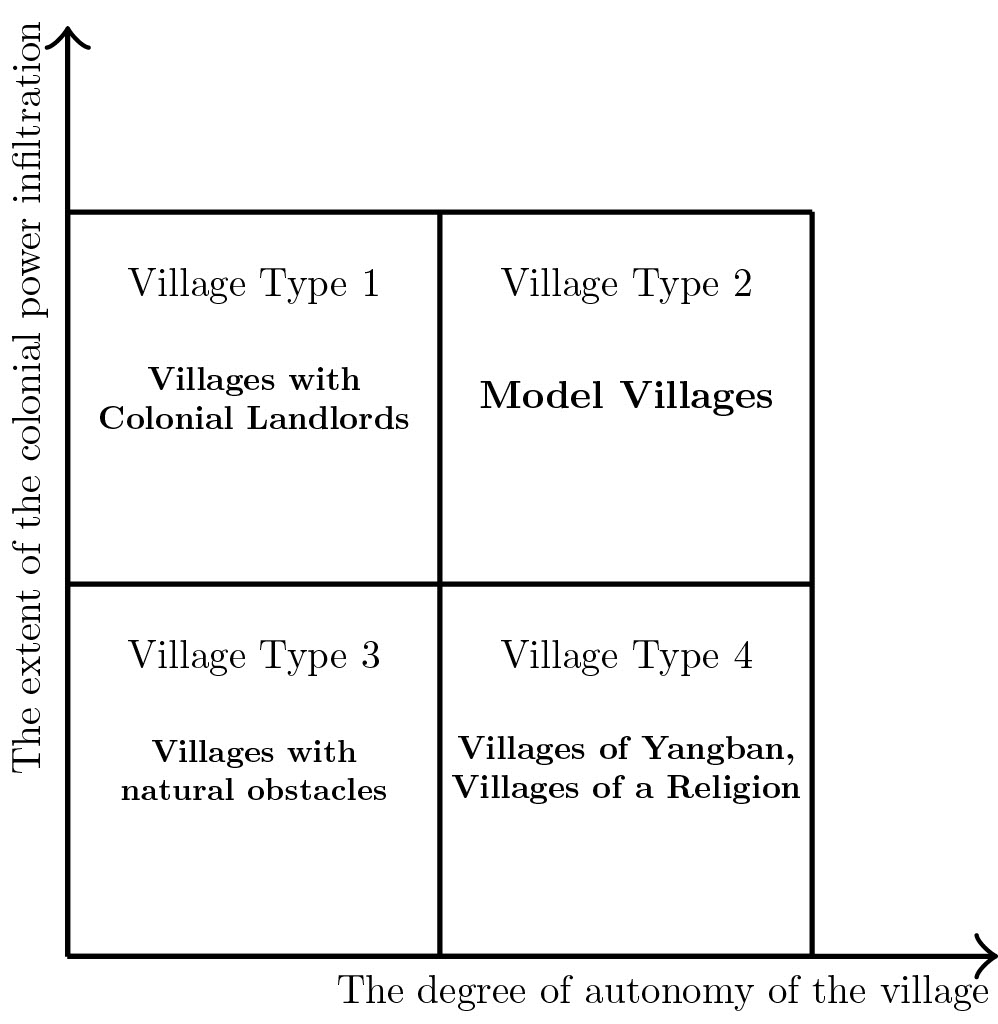 The extent of the colonial power infiltration
Village Type 1
Villages with
Colonial Landlords
Village Type 2
Model Villages
Village Type 3
Villages with
natural obstacles
Village Type 4
Villages of Yangban,
Villages of a Religion
The degree of autonomy of the village